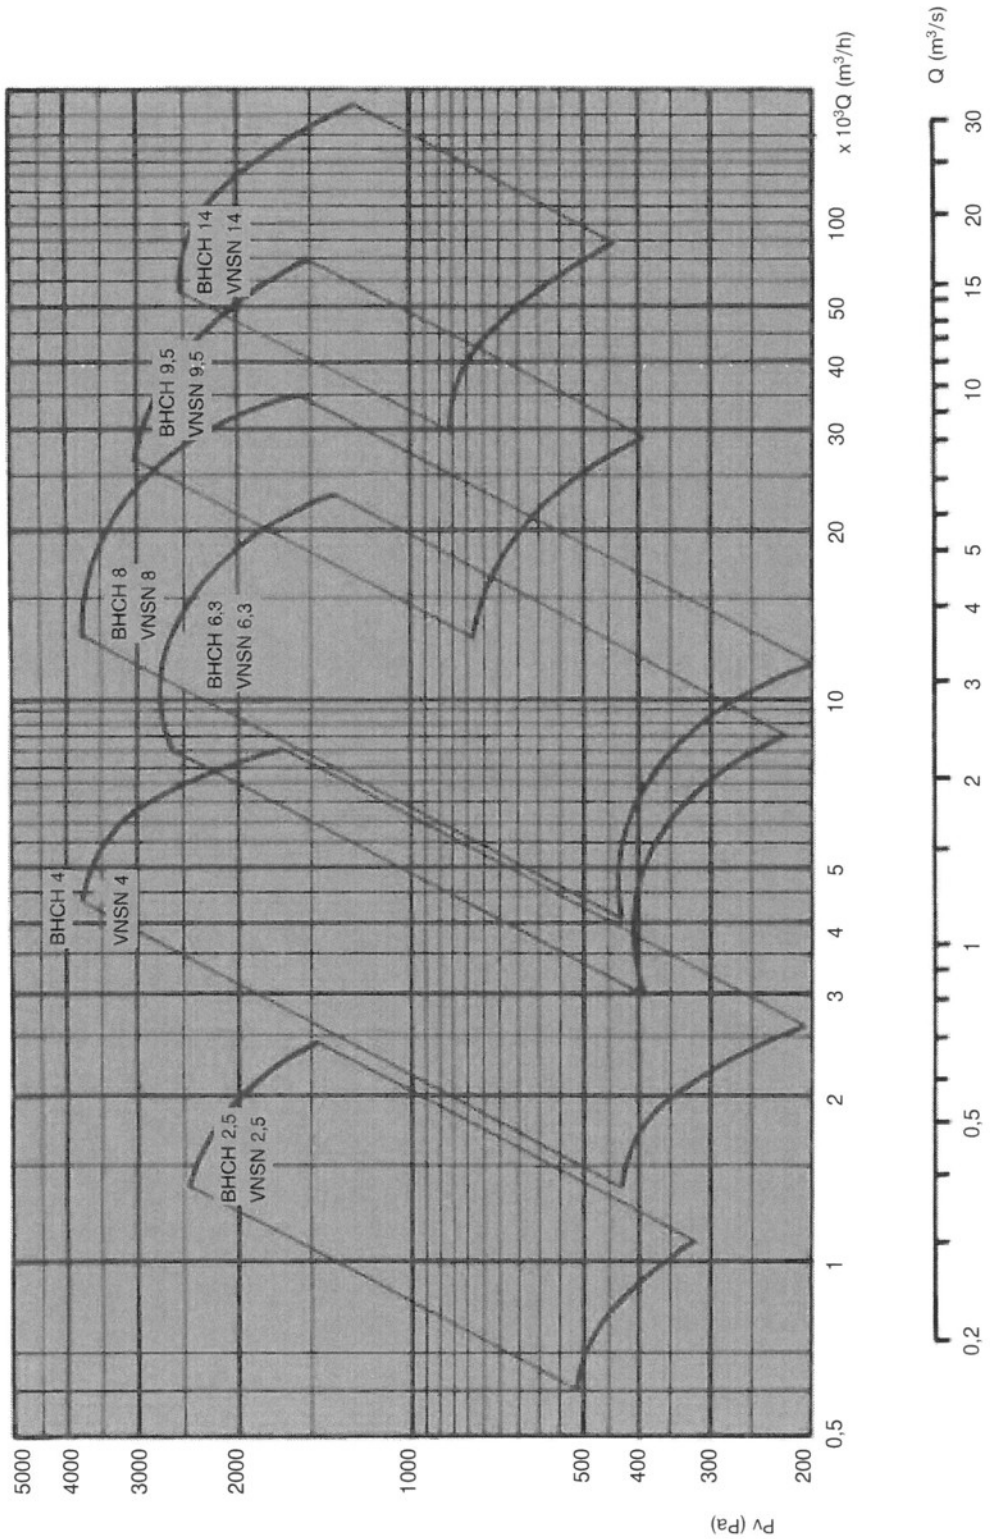 5000
4000
3000
2000
1000
500
400
300
200
Pv (Pa)
BHCH 2,5
VNSN 2,5
BHCH 4
VNSN 4
BHCH 6,3
VNSN 6,3
BHCH 8
VNSN 8
BHCH 9,5
VNSN 9,5
BHCH 14
VNSN 14
0,5 1 2 3 4 5 10 20 30 40 50 100 x 10³Q (m³/h)
0,2 0,5 1 2 3 4 5 10 15 20 30 Q (m³/s)